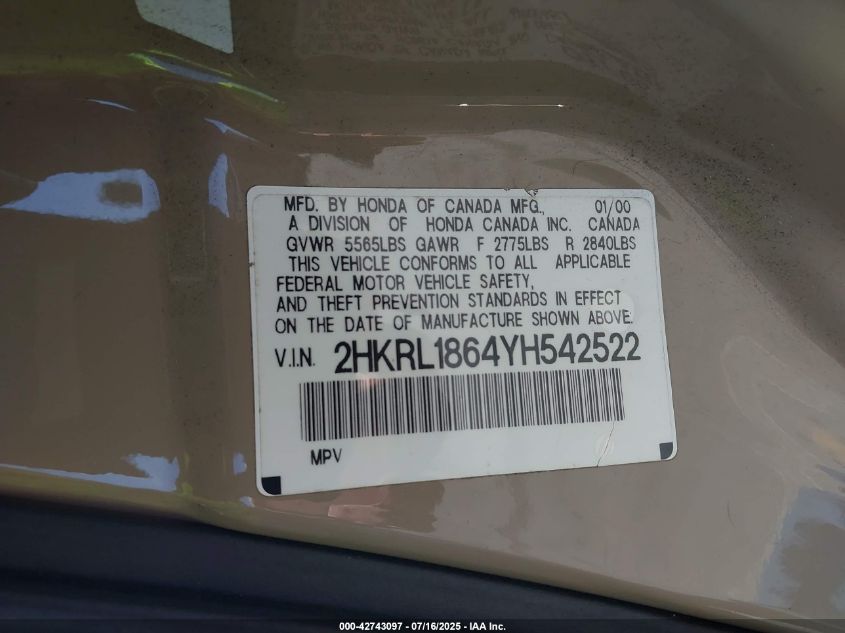 MFD. BY HONDA OF CANADA MFG., 01/00
A DIVISION OF HONDA CANADA INC. CANADA
GVWR 5565LBS GAWR F 2775LBS R 2840LBS
THIS VEHICLE CONFORMS TO ALL APPLICABLE
FEDERAL MOTOR VEHICLE SAFETY,
AND THEFT PREVENTION STANDARDS IN EFFECT
ON THE DATE OF MANUFACTURE SHOWN ABOVE.
V.I.N. 2HKRL1864YH542522
MPV
000-42743097 - 07/16/2025 - IAA Inc.